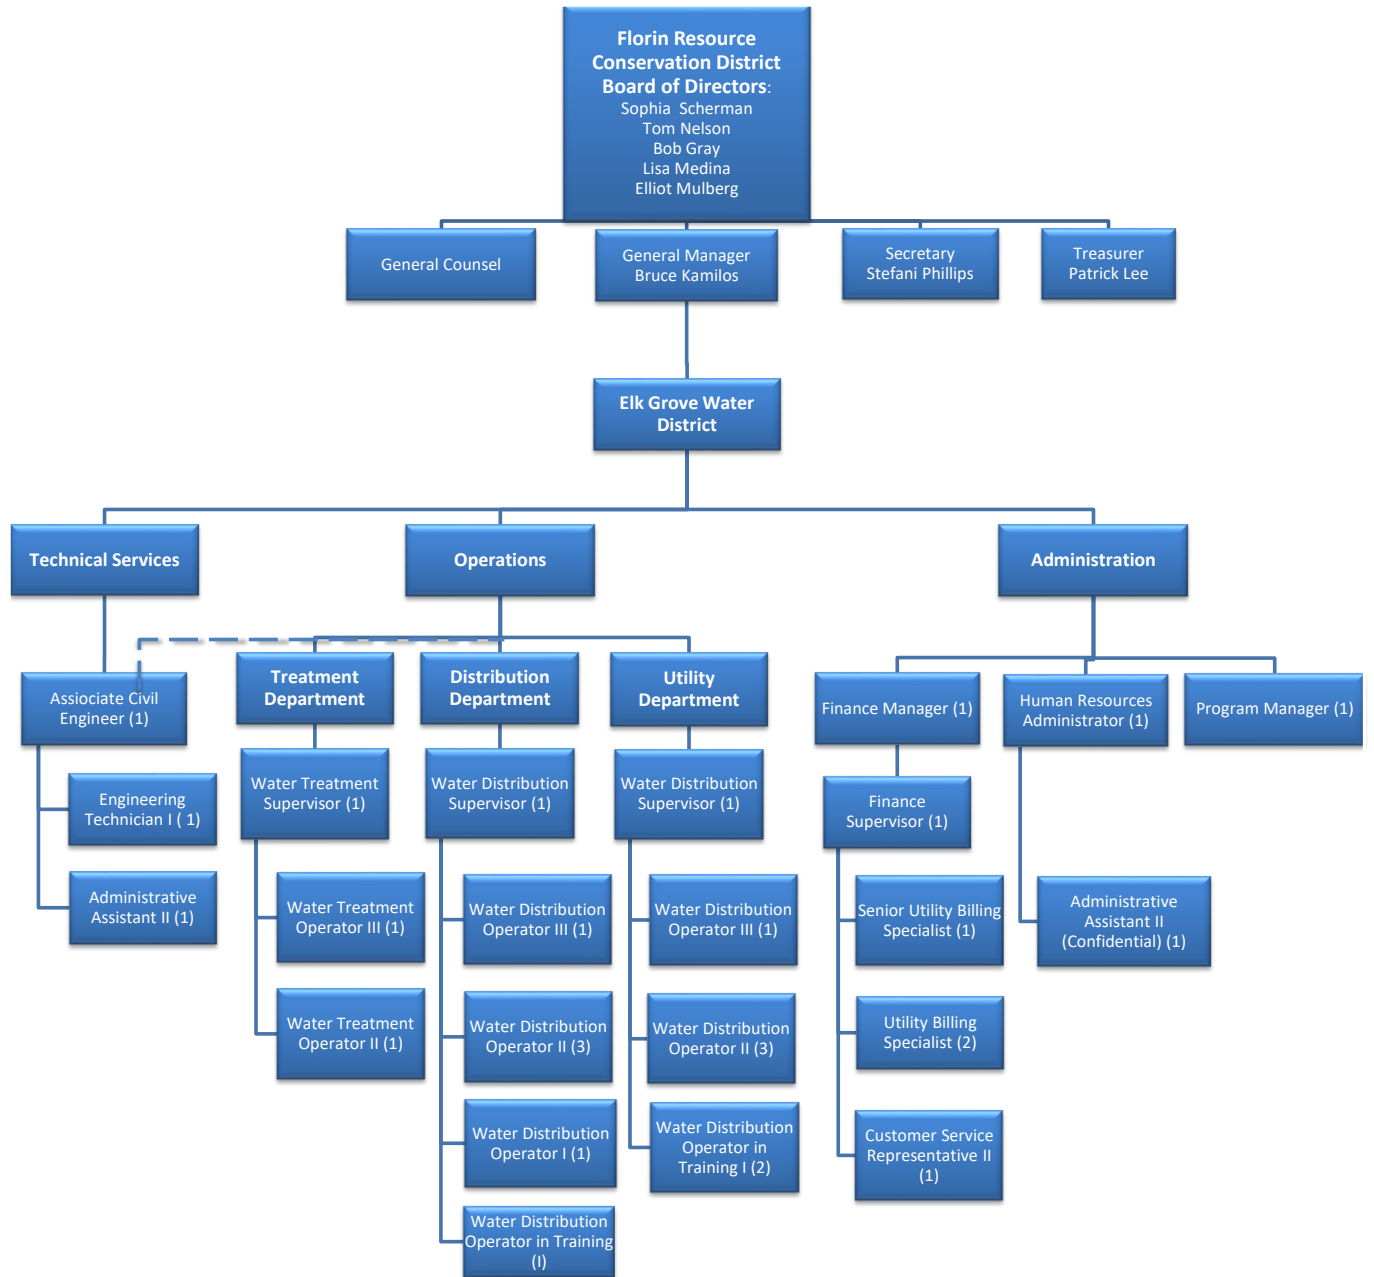 Florin Resource
Conservation District
Board of Directors:
Sophia Scherman
Tom Nelson
Bob Gray
Lisa Medina
Elliot Mulberg
General Counsel
General Manager
Bruce Kamilos
Secretary
Stefani Phillips
Treasurer
Patrick Lee
Elk Grove Water
District
Technical Services
Operations
Administration
Assiociate Civil
Engineer (1)
Engineering
Technician I ( 1)
Administrative
Assistant II (1)
Treatment
Department
Water Treatment
Supervisor (1)
Water Treatment
Operator III (1)
Water Treatment
Operator II (1)
Distribution
Department
Water Distribution
Supervisor (1)
Water Distribution
Operator III (1)
Water Distribution
Operator II (3)
Water Distribution
Operator I (1)
Water Distribution
Operator in Training
(I)
Utility
Department
Water Distribution
Supervisor (1)
Water Distribution
Operator III (1)
Water Distribution
Operator II (3)
Water Distribution
Operator in
Training I (2)
Finance Manager (1)
Finance
Supervisor (1)
Senior Utility Billing
Specialist (1)
Utility Billing
Specialist (2)
Customer Service
Representative II
(1)
Human Resources
Administrator (1)
Administrative
Assistant II
(Confidential) (1)
Program Manager (1)